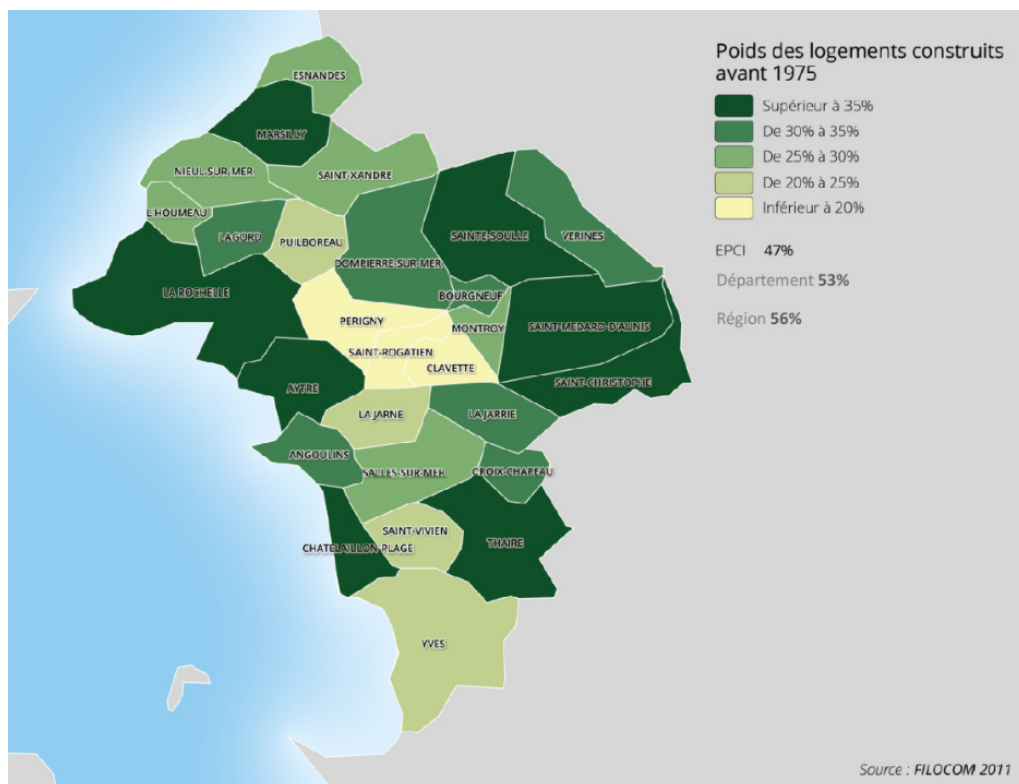 Poids des logements construits
avant 1975
Supérieur à 35%
De 30% à 35%
De 25% à 30%
De 20% à 25%
Inférieur à 20%
EPCI 47%
Département 53%
Région 56%
ESNANDES
MARSILLY
NIEUL-SUR-MER
SAINT-XANDRE
L'HOUMEAU
LAGORD
PUILBOREAU
SAINTE-SOULLE
VERINES
DOMPIERRE-SUR-MER
LA ROCHELLE
BOURGNEUF
PERIGNY
MONTROY
SAINT-MEDARD-D'AUNIS
SAINT-ROGATIEN
CLAVETTE
SAINT-CHRISTOPHE
AYTRE
LA JARNE
LA JARRIE
ANGOULINS
SALLES-SUR-MER
CROIX-CHAPEAU
SAINT-VIVIEN
CHATELAILLON-PLAGE
THAIRE
YVES
Source : FILOCOM 2011